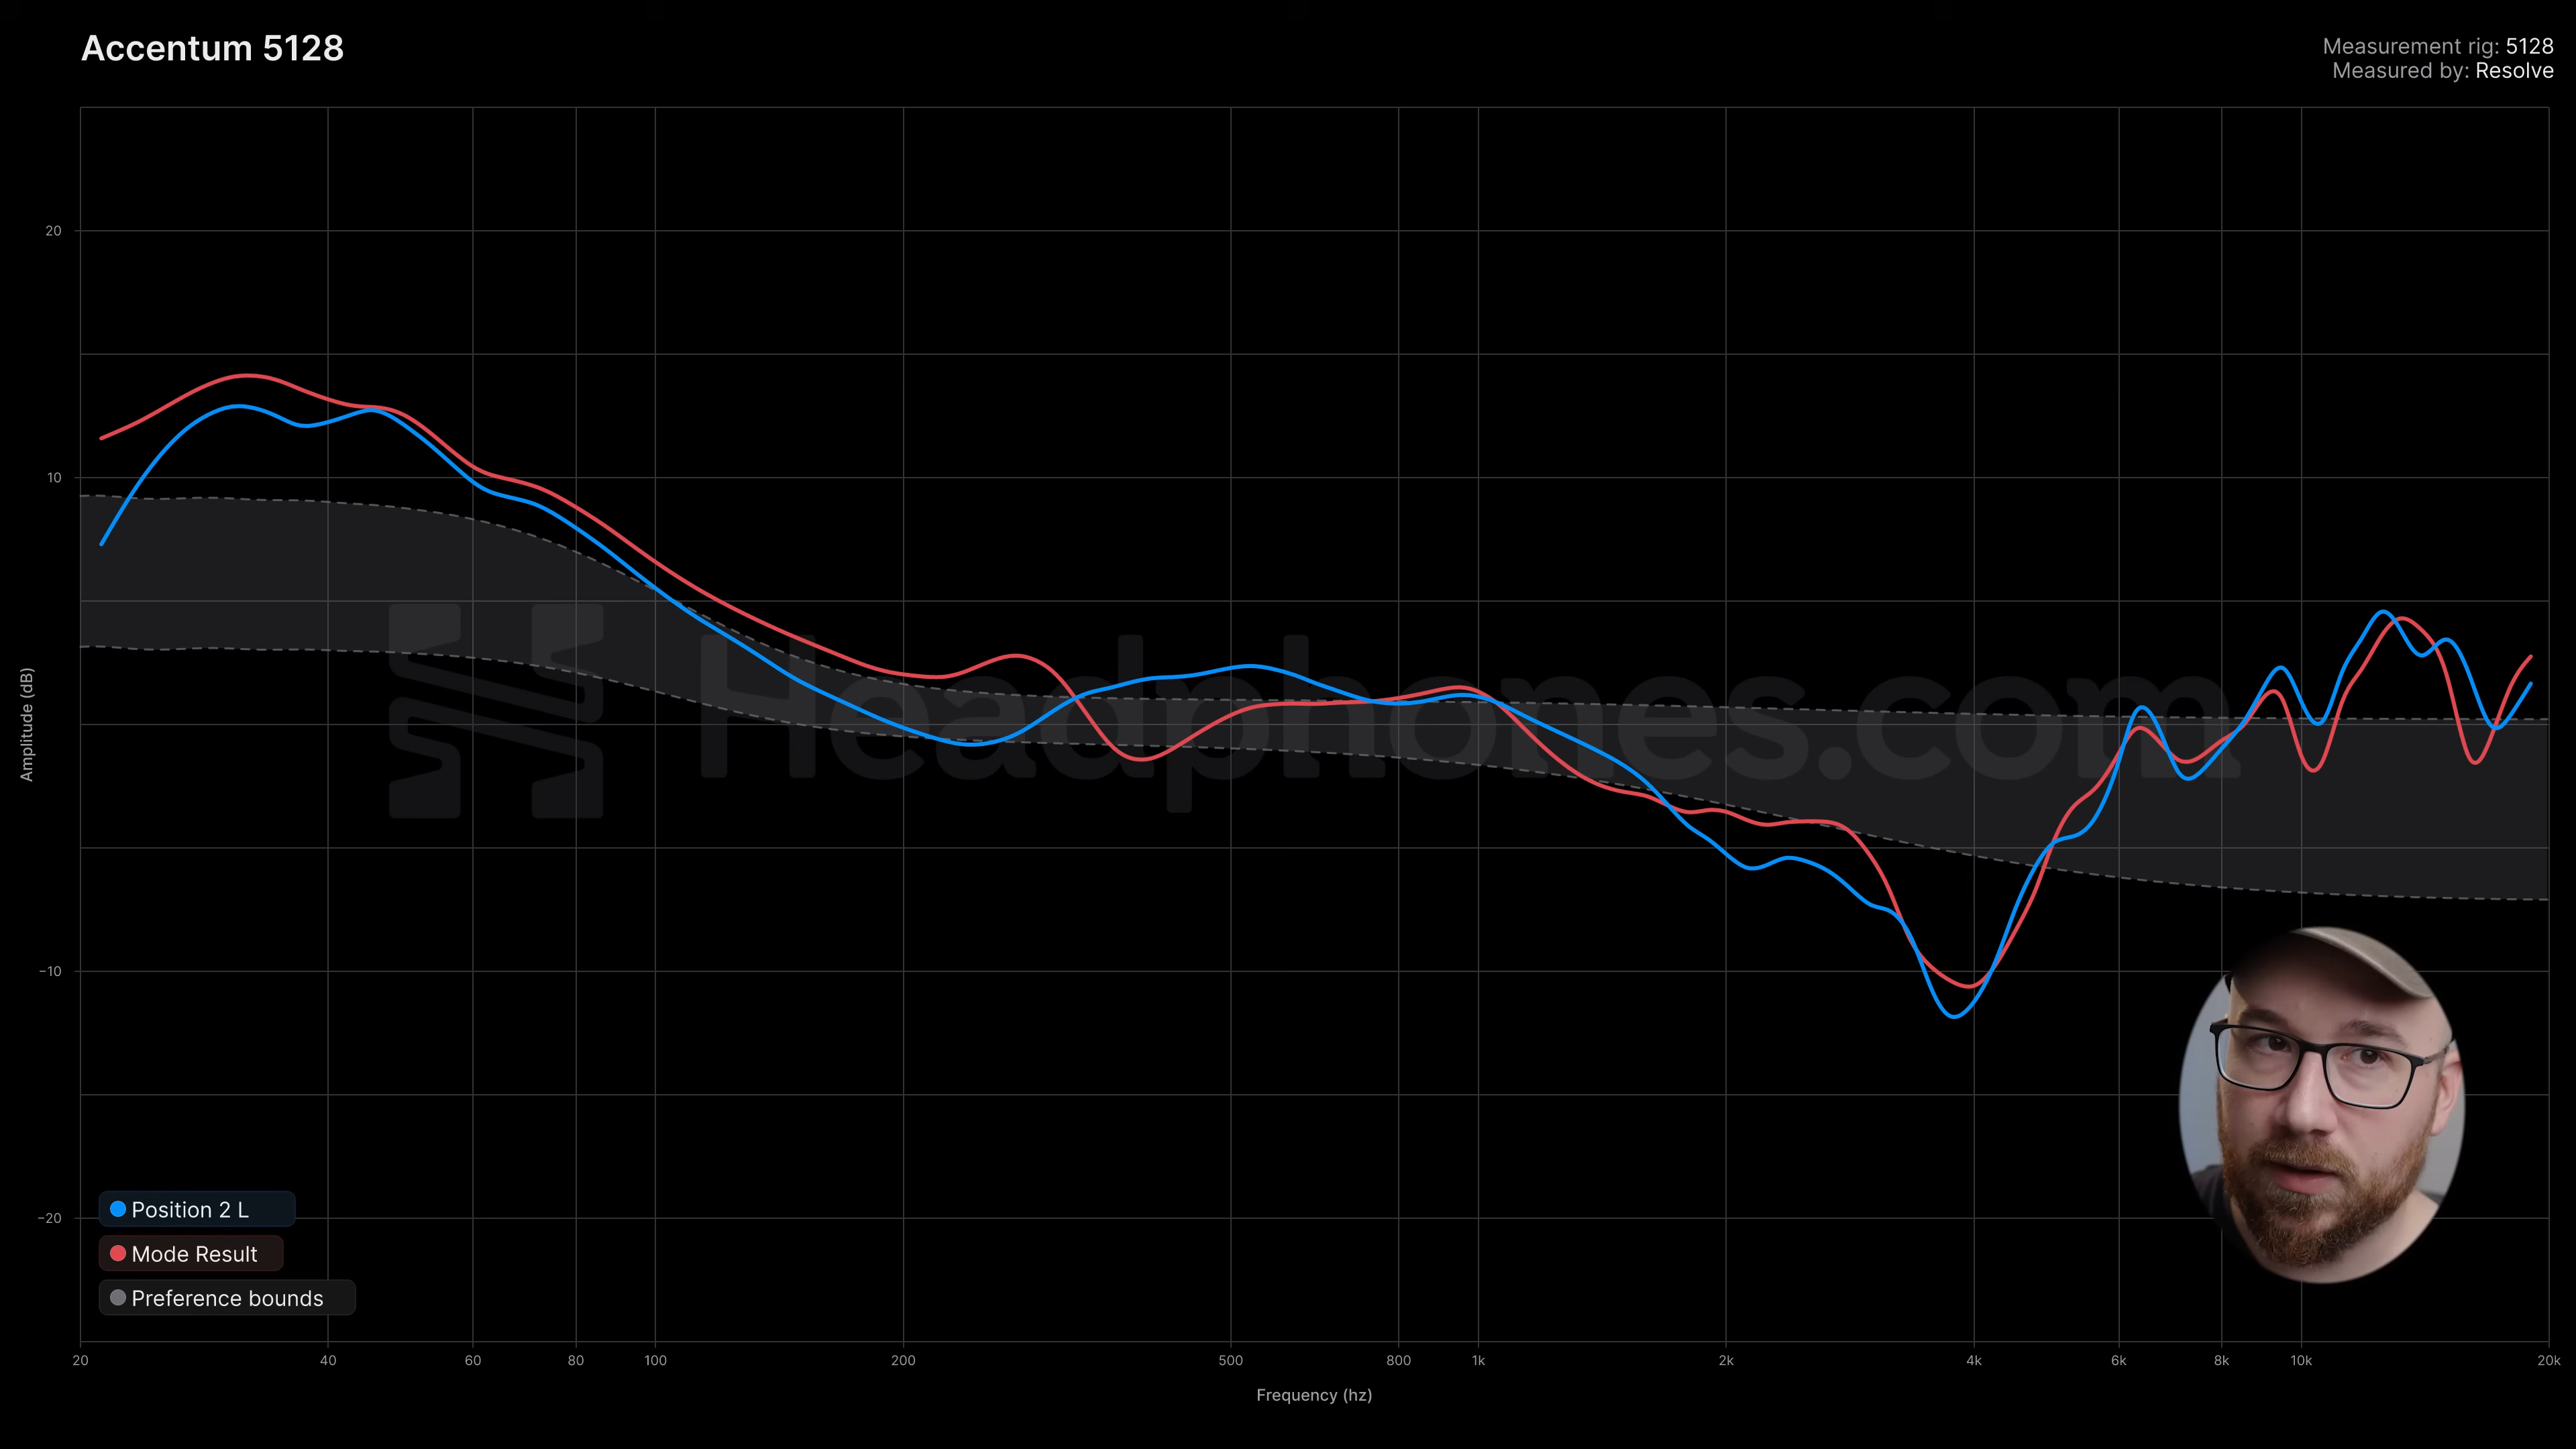 Accentum 5128
Measurement rig: 5128
Measured by: Resolve
20
10
−10
−20
Amplitude (dB)
Headphones.com
Position 2 L
Mode Result
Preference bounds
20 40 60 80 100 200 500 800 1k 2k 4k 6k 8k 10k 20k
Frequency (hz)